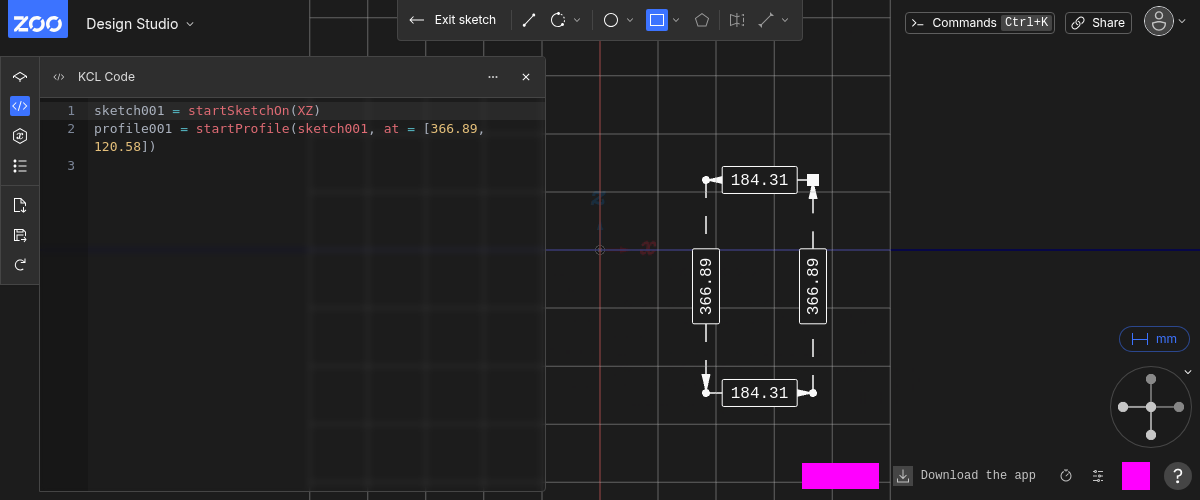 ZOO
Design Studio
Exit sketch
Commands Ctrl+K
Share
KCL Code
1 sketch001 = startSketchOn(XZ)
2 profile001 = startProfile(sketch001, at = [366.89,
120.58])
3
z
x
184.31
366.89
366.89
184.31
mm
Download the app
?